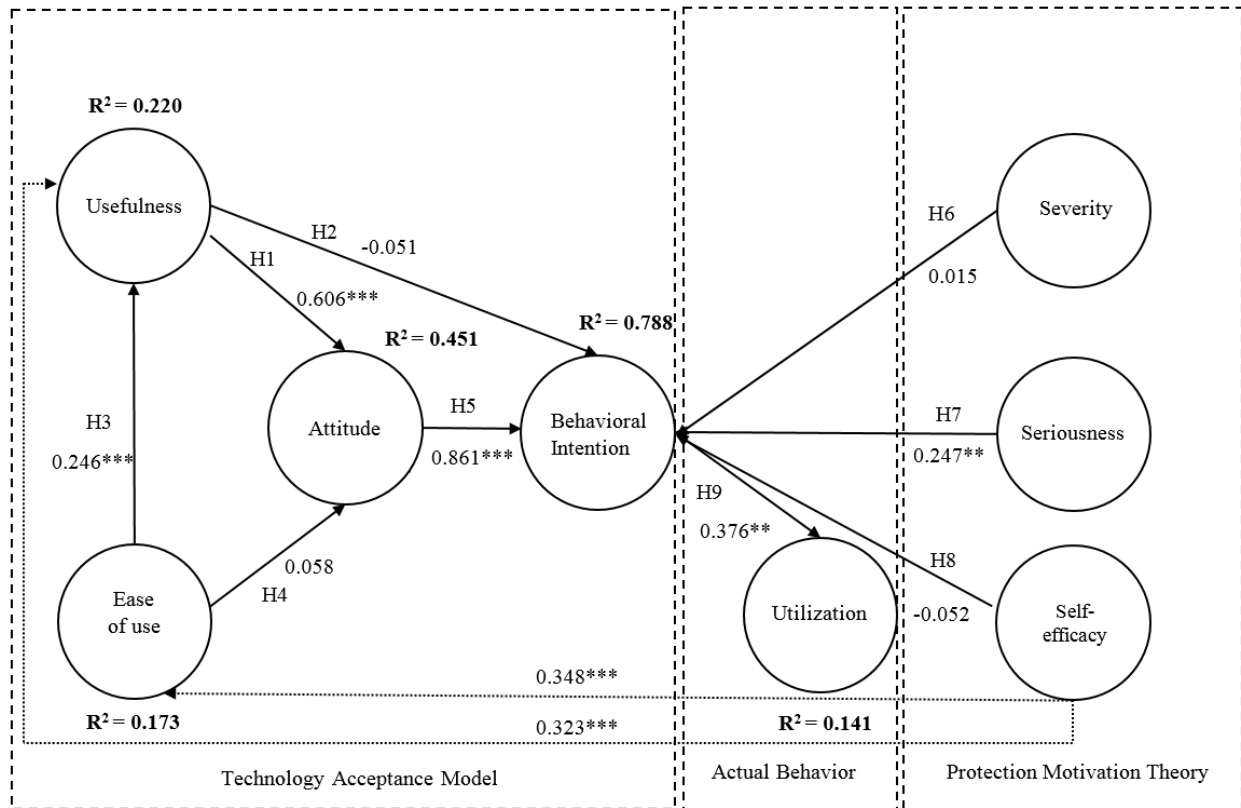 R² = 0.220
Usefulness
H2
-0.051
H1
0.606***
R² = 0.451
R² = 0.788
H3
0.246***
Attitude
H5
0.861***
Behavioral
Intention
Ease
of use
0.058
H4
R² = 0.173
H9
0.376**
Utilization
R² = 0.141
H6
0.015
Severity
H7
0.247**
Seriousness
H8
-0.052
Self-
efficacy
0.348***
0.323***
Technology Acceptance Model
Actual Behavior
Protection Motivation Theory